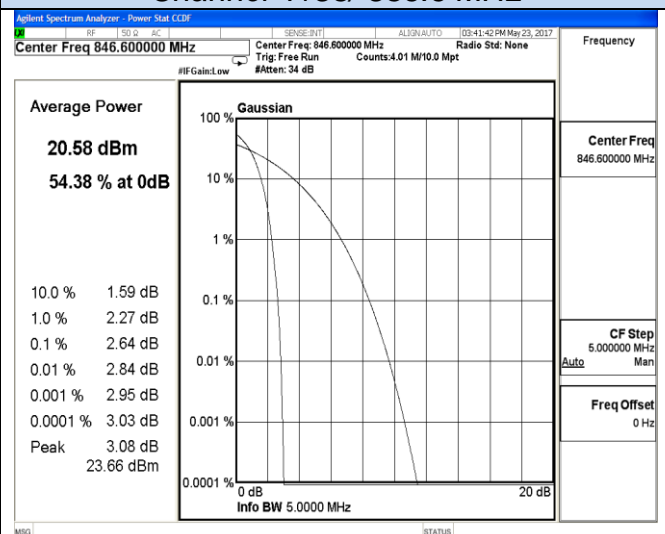 Agilent Spectrum Analyzer - Power Stat CCDF
RF 50 Ω AC SENSE:INT ALIGNAUTO 03:41:42 PM May 23, 2017
Center Freq 846.600000 MHz
Center Freq: 846.600000 MHz Radio Std: None
Trig: Free Run Counts:4.01 M/10.0 Mpt
#IFGain:Low #Atten: 34 dB
Frequency
Average Power
20.58 dBm
54.38 % at 0dB
10.0 % 1.59 dB
1.0 % 2.27 dB
0.1 % 2.64 dB
0.01 % 2.84 dB
0.001 % 2.95 dB
0.0001 % 3.03 dB
Peak 3.08 dB
23.66 dBm
Gaussian
100 %
10 %
1 %
0.1 %
0.01 %
0.001 %
0.0001 %
0 dB 20 dB
Info BW 5.0000 MHz
Center Freq
846.600000 MHz
CF Step
5.000000 MHz
Auto Man
Freq Offset
0 Hz
MSG STATUS